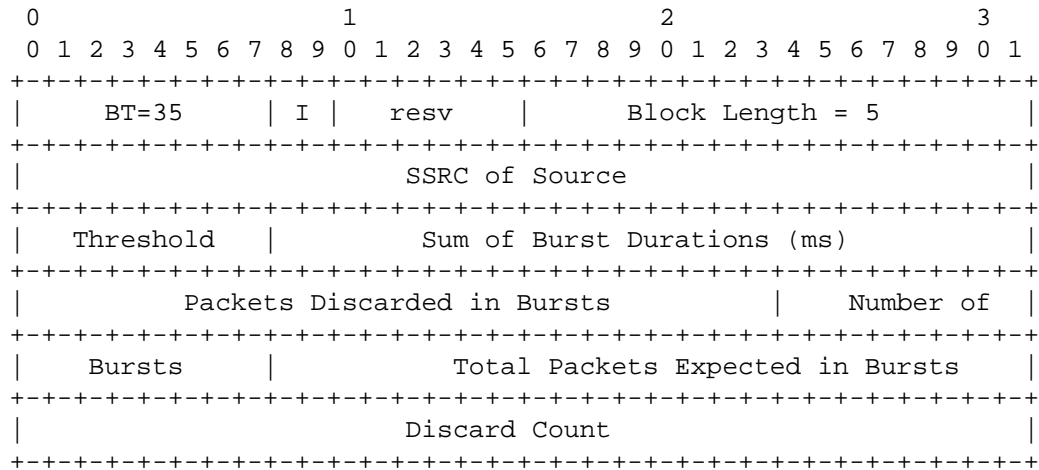 0                   1                   2                   3
 0 1 2 3 4 5 6 7 8 9 0 1 2 3 4 5 6 7 8 9 0 1 2 3 4 5 6 7 8 9 0 1
+-+-+-+-+-+-+-+-+-+-+-+-+-+-+-+-+-+-+-+-+-+-+-+-+-+-+-+-+-+-+-+-+
|     BT=35     | I |   resv    |      Block Length = 5         |
+-+-+-+-+-+-+-+-+-+-+-+-+-+-+-+-+-+-+-+-+-+-+-+-+-+-+-+-+-+-+-+-+
|                        SSRC of Source                         |
+-+-+-+-+-+-+-+-+-+-+-+-+-+-+-+-+-+-+-+-+-+-+-+-+-+-+-+-+-+-+-+-+
|   Threshold   |         Sum of Burst Durations (ms)           |
+-+-+-+-+-+-+-+-+-+-+-+-+-+-+-+-+-+-+-+-+-+-+-+-+-+-+-+-+-+-+-+-+
|          Packets Discarded in Bursts          |   Number of   |
+-+-+-+-+-+-+-+-+-+-+-+-+-+-+-+-+-+-+-+-+-+-+-+-+-+-+-+-+-+-+-+-+
|    Bursts     |           Total Packets Expected in Bursts    |
+-+-+-+-+-+-+-+-+-+-+-+-+-+-+-+-+-+-+-+-+-+-+-+-+-+-+-+-+-+-+-+-+
|                        Discard Count                          |
+-+-+-+-+-+-+-+-+-+-+-+-+-+-+-+-+-+-+-+-+-+-+-+-+-+-+-+-+-+-+-+-+